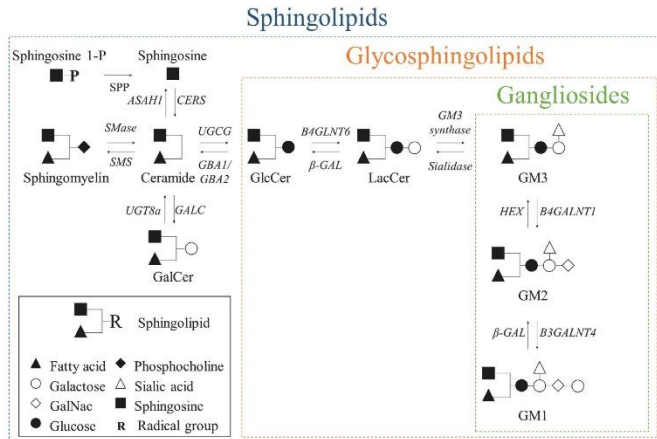 Sphingolipids
Sphingosine 1-P
Sphingosine
Glycosphingolipids
P
SPP
ASAH1
CERS
Gangliosides
SMase
SMS
UGCG
GBA1/
GBA2
B4GLNT6
β-GAL
GM3
synthase
Sialidase
Sphingomyelin
Ceramide
GlcCer
LacCer
GM3
UGT8a
GALC
HEX
B4GALNT1
GalCer
GM2
R
Sphingolipid
β-GAL
B3GALNT4
Fatty acid
Phosphocholine
Galactose
Sialic acid
GalNac
Sphingosine
Glucose
R Radical group
GM1